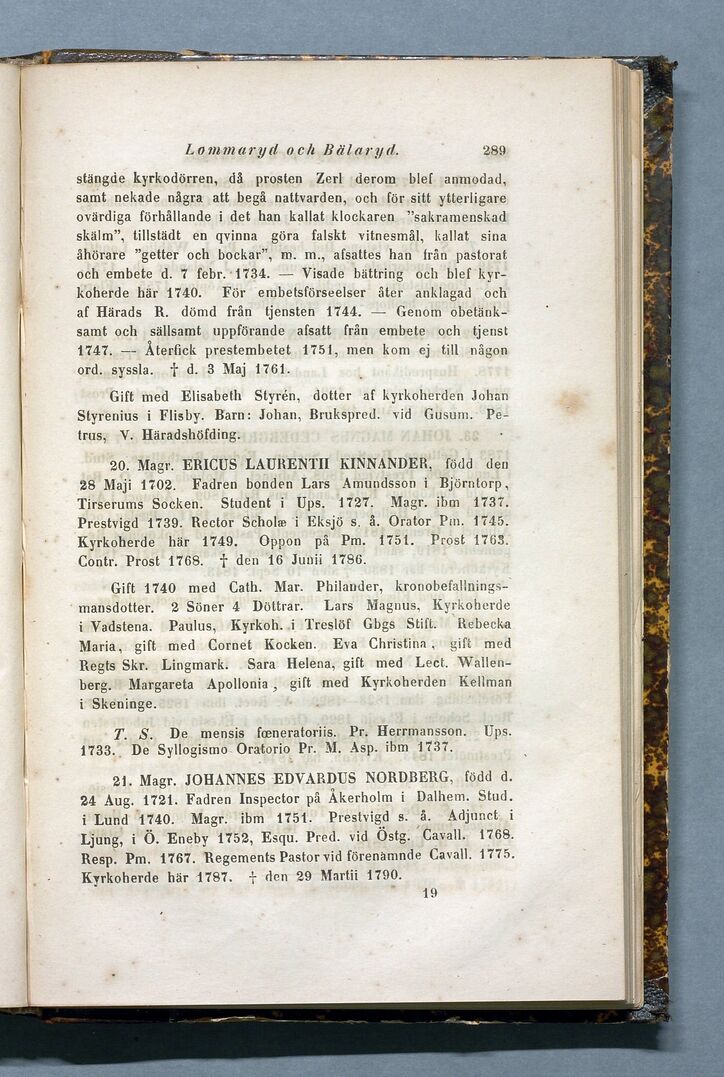 Lommaryd och Bälaryd. 289
stängde kyrkodörren, då prosten Zerl derom blef anmodad,
samt nekade några att begå nattvarden, och för sitt ytterligare
ovärdiga förhållande i det han kallat klockaren "sakramenskad
skälm", tillstädt en qvinna göra falskt vitnesmål, kallat sina
åhörare "getter och bockar", m. m., afsattes han från pastorat
och embete d. 7 febr. 1734. — Visade bättring och blef kyr-
koherde här 1740. För embetsförseelser åter anklagad och
af Härads R. dömd från tjensten 1744. — Genom obetänk-
samt och sällsamt uppförande afsatt från embete och tjenst
1747. — Återfick prestembetet 1751, men kom ej till någon
ord. syssla. † d. 3 Maj 1761.
Gift med Elisabeth Styrén, dotter af kyrkoherden Johan
Styrenius i Flisby. Barn: Johan, Brukspred. vid Gusum. Pe-
trus, V. Häradshöfding.
20. Magr. ERICUS LAURENTII KINNANDER, född den
28 Maji 1702. Fadren bonden Lars Amundsson i Björntorp,
Tirserums Socken. Student i Ups. 1727. Magr. ibm 1737.
Prestvigd 1739. Rector Scholæ i Eksjö s. å. Orator Pm. 1745.
Kyrkoherde här 1749. Oppon på Pm. 1751. Prost 1763.
Contr. Prost 1768. † den 16 Junii 1786.
Gift 1740 med Cath. Mar. Philander, kronobefallnings-
mansdotter. 2 Söner 4 Döttrar. Lars Magnus, Kyrkoherde
i Vadstena. Paulus, Kyrkoh. i Treslöf Gbgs Stift. Rebecka
Maria, gift med Cornet Kocken. Eva Christina, gift med
Regts Skr. Lingmark. Sara Helena, gift med Lect. Wallen-
berg. Margareta Apollonia, gift med Kyrkoherden Kellman
i Skeninge.
T. S. De mensis fœneratoriis. Pr. Herrmansson. Ups.
1733. De Syllogismo Oratorio Pr. M. Asp. ibm 1737.
21. Magr. JOHANNES EDVARDUS NORDBERG, född d.
24 Aug. 1721. Fadren Inspector på Åkerholm i Dalhem. Stud.
i Lund 1740. Magr. ibm 1751. Prestvigd s. å. Adjunct i
Ljung, i Ö. Eneby 1752, Esqu. Pred. vid Östg. Cavall. 1768.
Resp. Pm. 1767. Regements Pastor vid förenämnde Cavall. 1775.
Kyrkoherde här 1787. † den 29 Martii 1790.
19